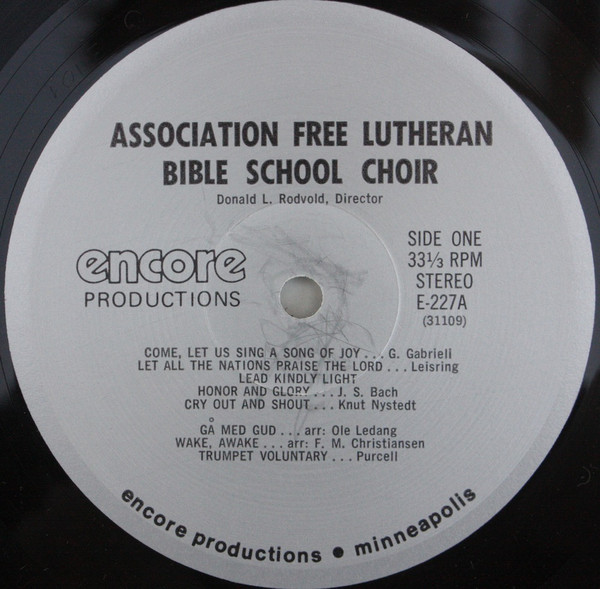 ASSOCIATION FREE LUTHERAN
BIBLE SCHOOL CHOIR
Donald L. Rodvold, Director
encore
PRODUCTIONS
SIDE ONE
33⅓ RPM
STEREO
E-227A
(31109)
COME, LET US SING A SONG OF JOY . . . G. Gabrieli
LET ALL THE NATIONS PRAISE THE LORD . . . Leisring
LEAD KINDLY LIGHT
HONOR AND GLORY . . . J. S. Bach
CRY OUT AND SHOUT . . . Knut Nystedt
GÅ MED GUD . . . arr: Ole Ledang
WAKE, AWAKE . . . arr: F. M. Christiansen
TRUMPET VOLUNTARY . . . Purcell
encore productions ● minneapolis